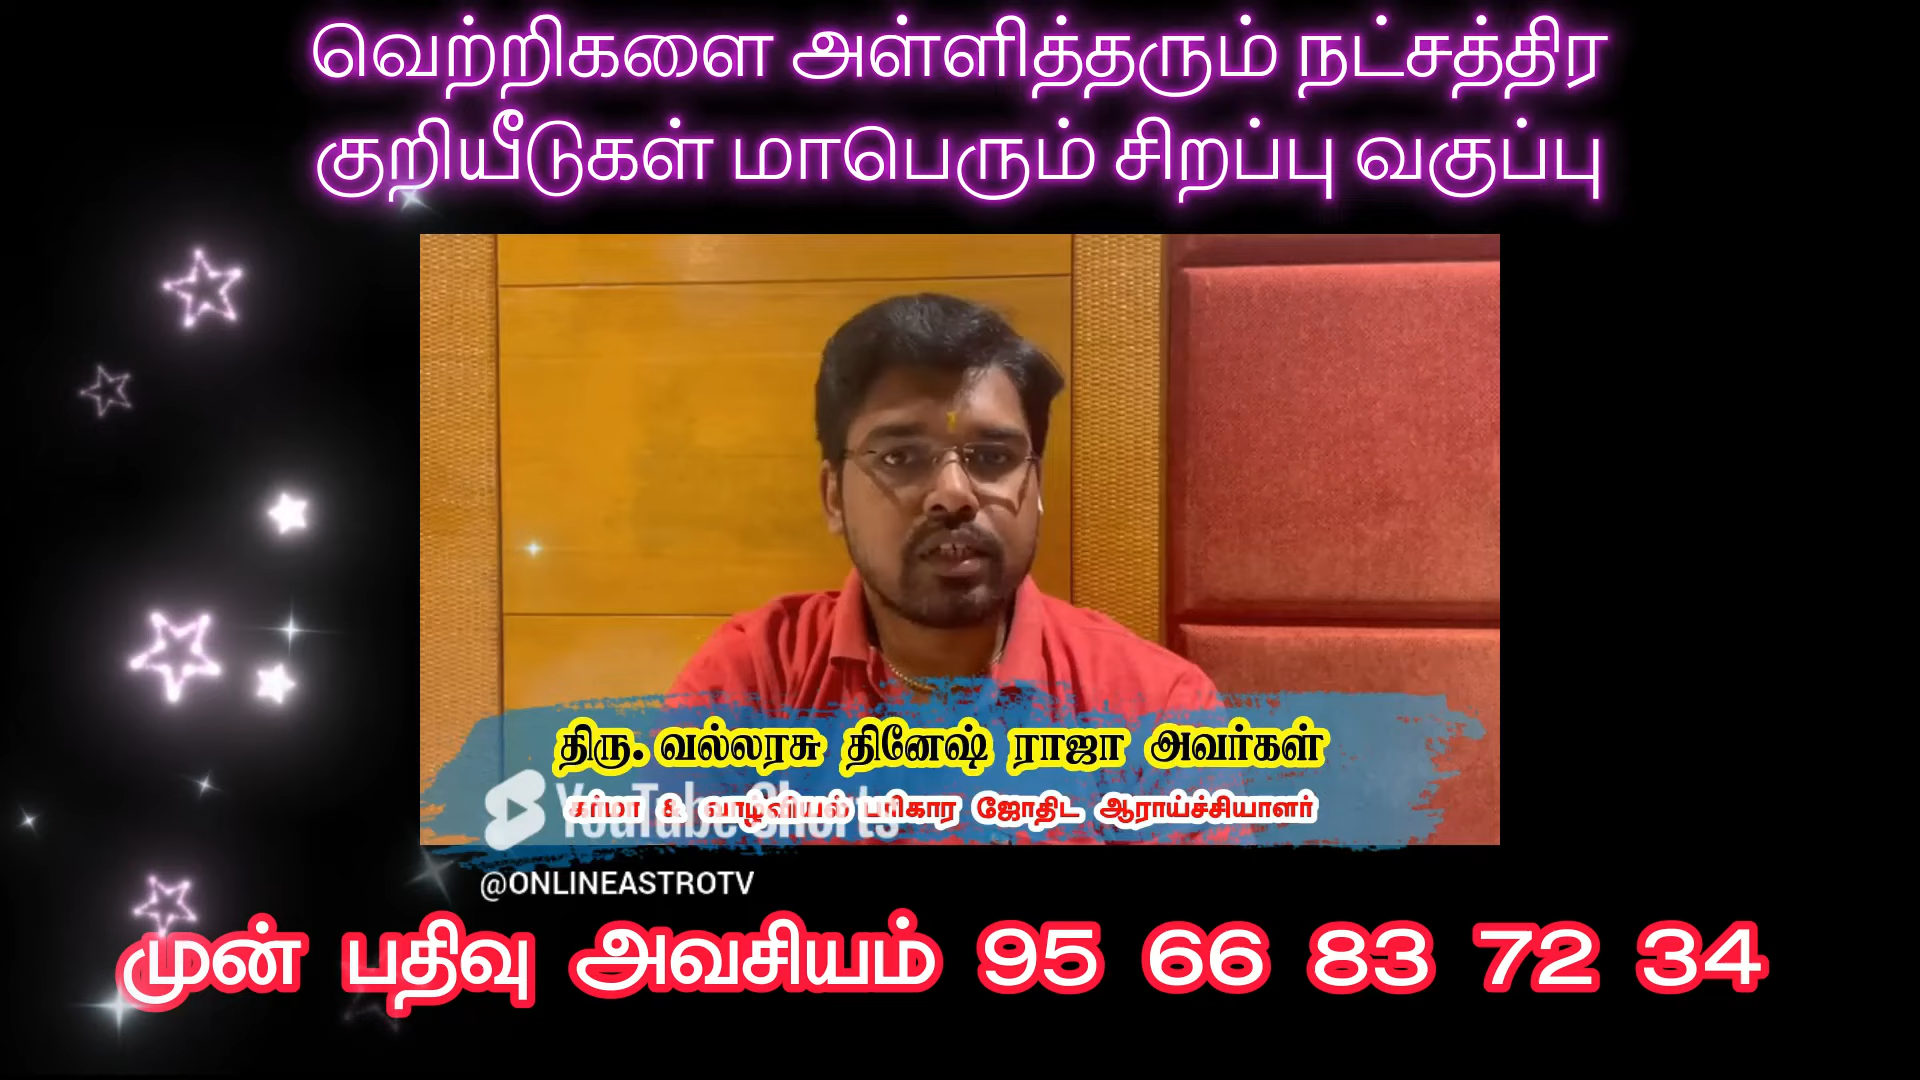 வெற்றிகளை அள்ளித்தரும் நட்சத்திர
குறியீடுகள் மாபெரும் சிறப்பு வகுப்பு
திரு. வல்லரசு தினேஷ் ராஜா அவர்கள்
YouTube Shorts
கர்மா & வாழ்வியல் பரிகார ஜோதிட ஆராய்ச்சியாளர்
@ONLINEASTROTV
முன் பதிவு அவசியம் 95 66 83 72 34